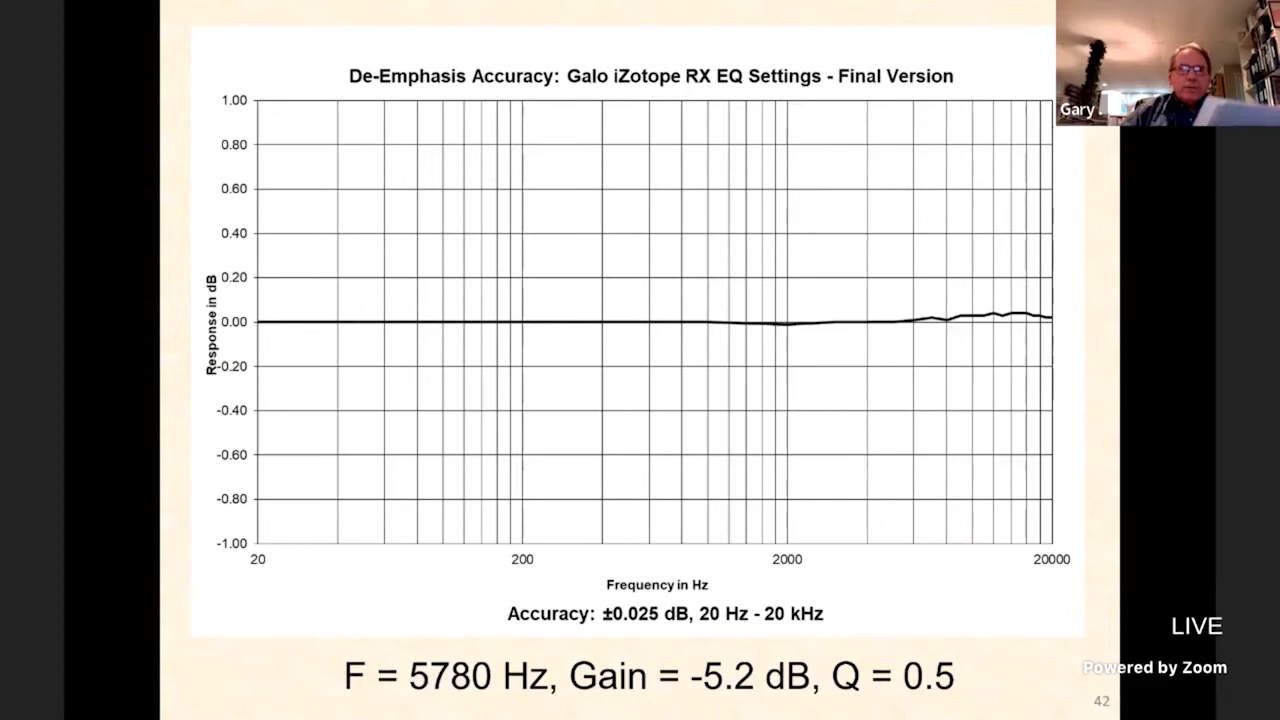 De-Emphasis Accuracy: Galo iZotope RX EQ Settings - Final Version
Gary .
1.00
0.80
0.60
0.40
0.20
0.00
-0.20
-0.40
-0.60
-0.80
-1.00
Response in dB
20 200 2000 20000
Frequency in Hz
Accuracy: ±0.025 dB, 20 Hz - 20 kHz
LIVE
Powered by Zoom
F = 5780 Hz, Gain = -5.2 dB, Q = 0.5
42